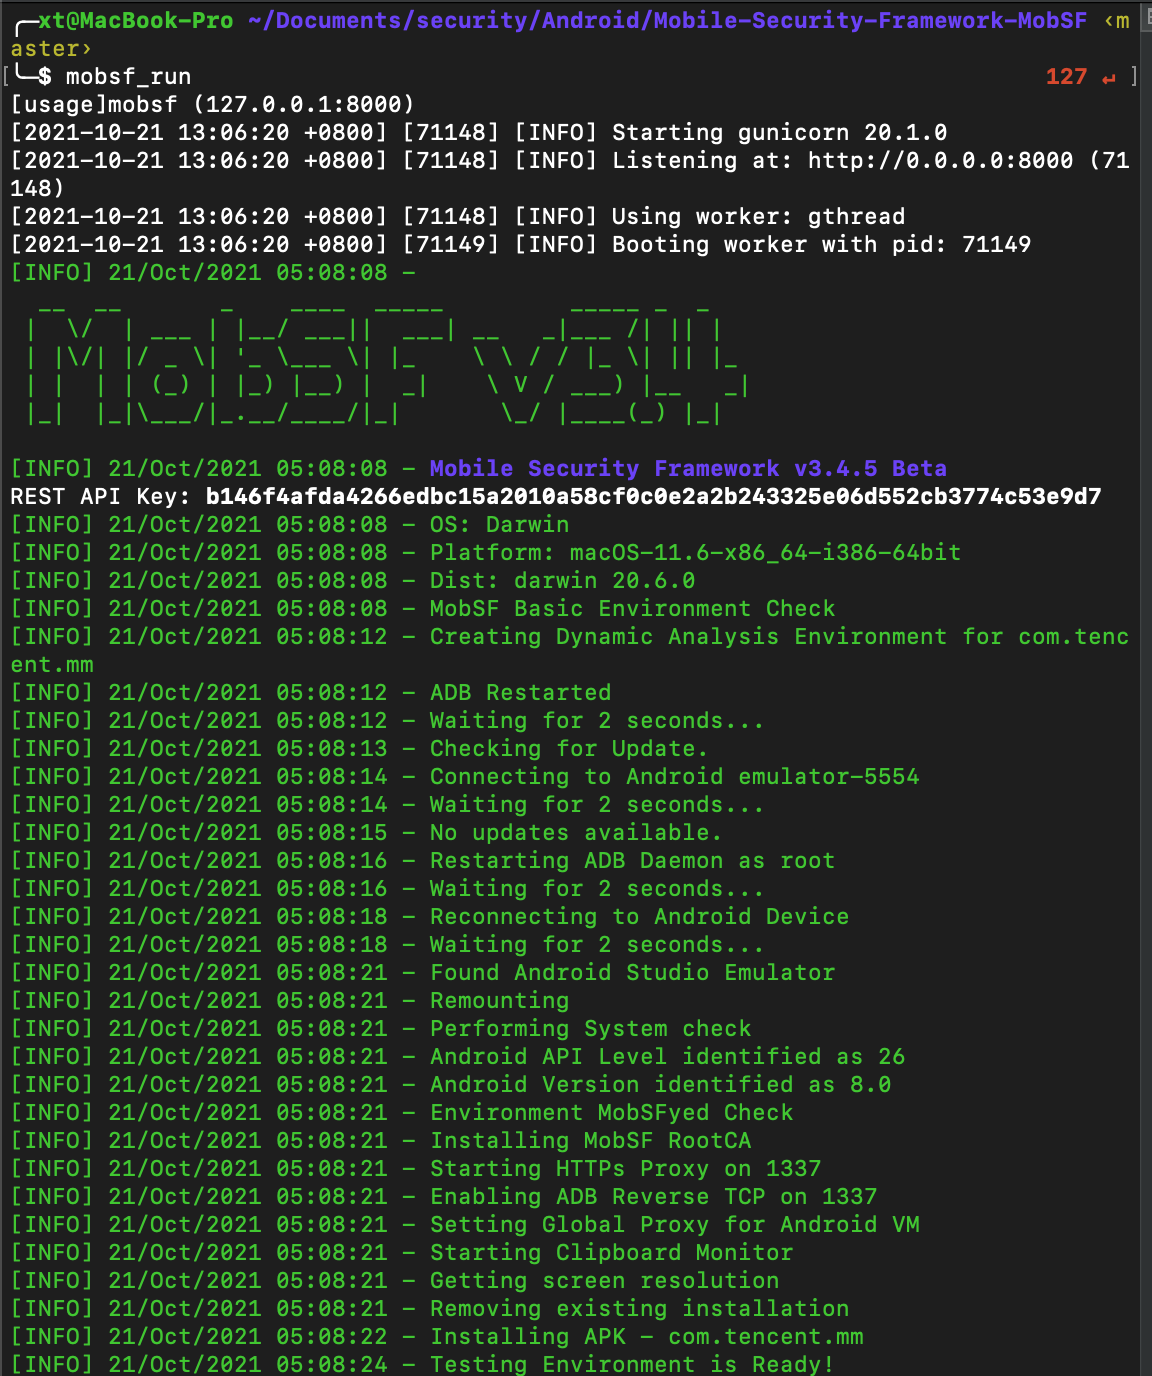 ╭─xt@MacBook-Pro ~/Documents/security/Android/Mobile-Security-Framework-MobSF ‹m
aster›
[╰─$ mobsf_run 127 ↵ ]
[usage]mobsf (127.0.0.1:8000)
[2021-10-21 13:06:20 +0800] [71148] [INFO] Starting gunicorn 20.1.0
[2021-10-21 13:06:20 +0800] [71148] [INFO] Listening at: http://0.0.0.0:8000 (71
148)
[2021-10-21 13:06:20 +0800] [71148] [INFO] Using worker: gthread
[2021-10-21 13:06:20 +0800] [71149] [INFO] Booting worker with pid: 71149
[INFO] 21/Oct/2021 05:08:08 -
MobSF v3.4
[INFO] 21/Oct/2021 05:08:08 - Mobile Security Framework v3.4.5 Beta
REST API Key: b146f4afda4266edbc15a2010a58cf0c0e2a2b243325e06d552cb3774c53e9d7
[INFO] 21/Oct/2021 05:08:08 - OS: Darwin
[INFO] 21/Oct/2021 05:08:08 - Platform: macOS-11.6-x86_64-i386-64bit
[INFO] 21/Oct/2021 05:08:08 - Dist: darwin 20.6.0
[INFO] 21/Oct/2021 05:08:08 - MobSF Basic Environment Check
[INFO] 21/Oct/2021 05:08:12 - Creating Dynamic Analysis Environment for com.tenc
ent.mm
[INFO] 21/Oct/2021 05:08:12 - ADB Restarted
[INFO] 21/Oct/2021 05:08:12 - Waiting for 2 seconds...
[INFO] 21/Oct/2021 05:08:13 - Checking for Update.
[INFO] 21/Oct/2021 05:08:14 - Connecting to Android emulator-5554
[INFO] 21/Oct/2021 05:08:14 - Waiting for 2 seconds...
[INFO] 21/Oct/2021 05:08:15 - No updates available.
[INFO] 21/Oct/2021 05:08:16 - Restarting ADB Daemon as root
[INFO] 21/Oct/2021 05:08:16 - Waiting for 2 seconds...
[INFO] 21/Oct/2021 05:08:18 - Reconnecting to Android Device
[INFO] 21/Oct/2021 05:08:18 - Waiting for 2 seconds...
[INFO] 21/Oct/2021 05:08:21 - Found Android Studio Emulator
[INFO] 21/Oct/2021 05:08:21 - Remounting
[INFO] 21/Oct/2021 05:08:21 - Performing System check
[INFO] 21/Oct/2021 05:08:21 - Android API Level identified as 26
[INFO] 21/Oct/2021 05:08:21 - Android Version identified as 8.0
[INFO] 21/Oct/2021 05:08:21 - Environment MobSFyed Check
[INFO] 21/Oct/2021 05:08:21 - Installing MobSF RootCA
[INFO] 21/Oct/2021 05:08:21 - Starting HTTPs Proxy on 1337
[INFO] 21/Oct/2021 05:08:21 - Enabling ADB Reverse TCP on 1337
[INFO] 21/Oct/2021 05:08:21 - Setting Global Proxy for Android VM
[INFO] 21/Oct/2021 05:08:21 - Starting Clipboard Monitor
[INFO] 21/Oct/2021 05:08:21 - Getting screen resolution
[INFO] 21/Oct/2021 05:08:21 - Removing existing installation
[INFO] 21/Oct/2021 05:08:22 - Installing APK - com.tencent.mm
[INFO] 21/Oct/2021 05:08:24 - Testing Environment is Ready!